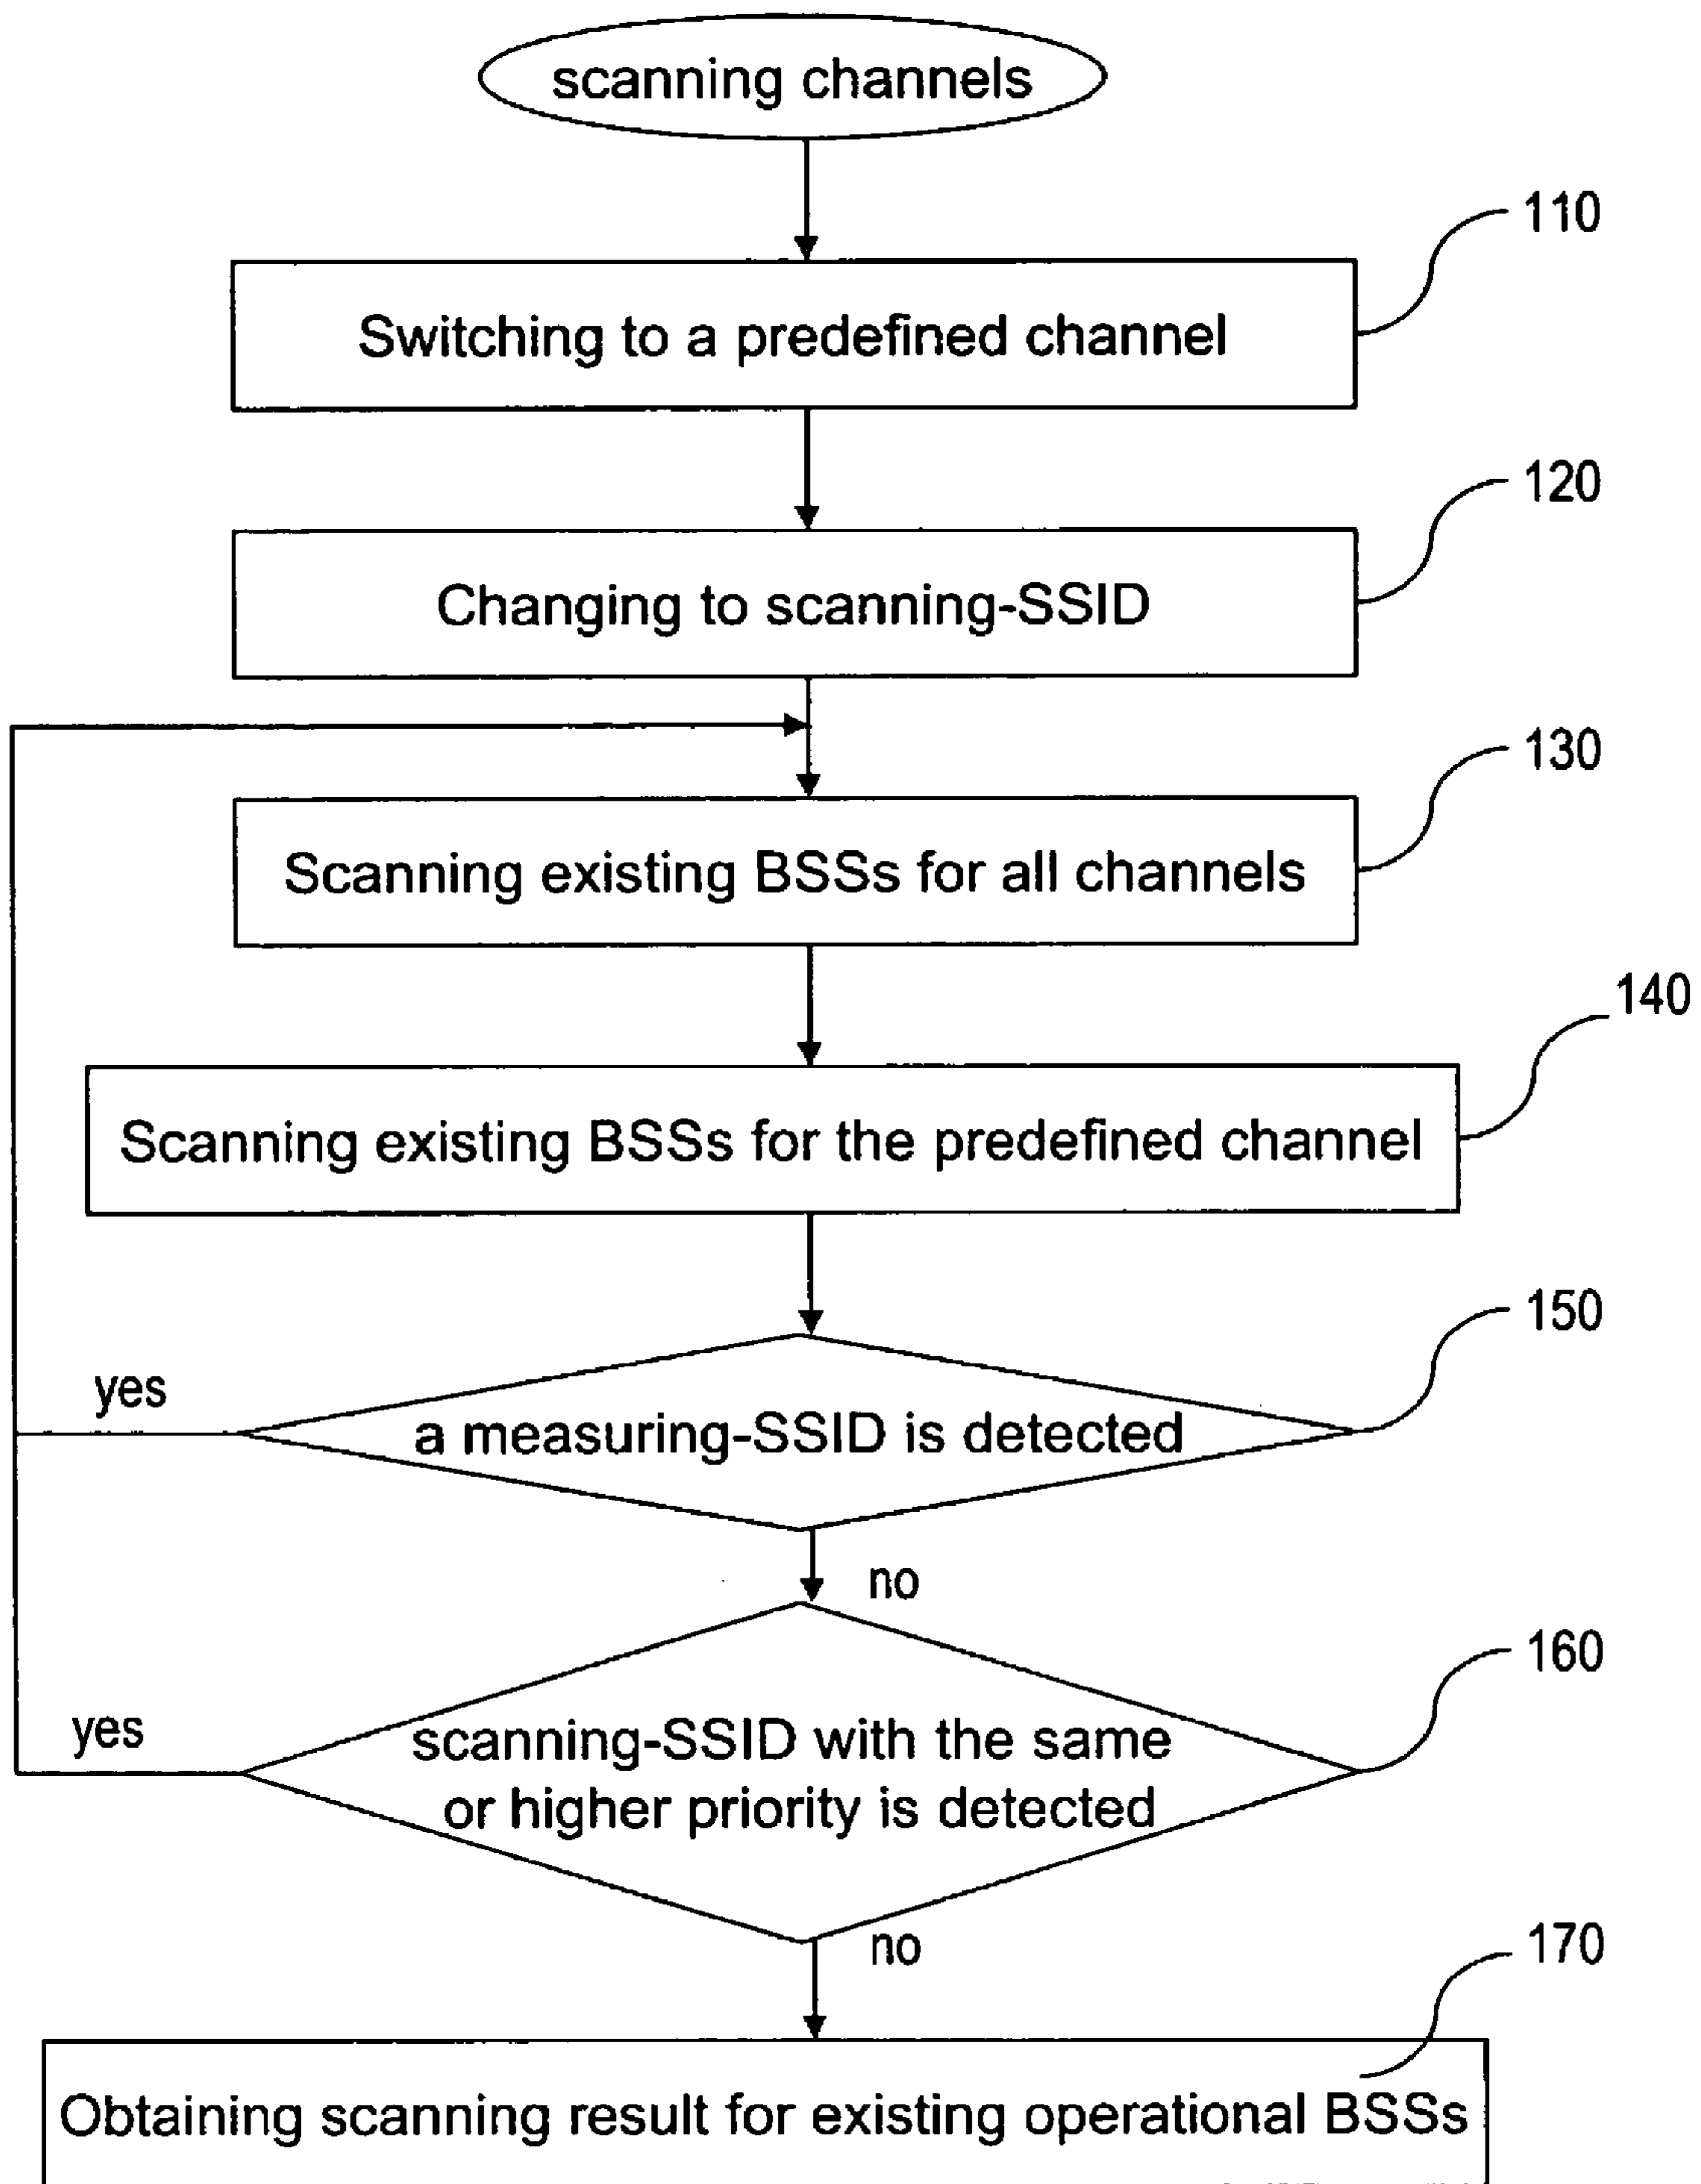 scanning channels
110
Switching to a predefined channel
120
Changing to scanning-SSID
130
Scanning existing BSSs for all channels
140
Scanning existing BSSs for the predefined channel
150
yes
a measuring-SSID is detected
no
160
yes
scanning-SSID with the same
or higher priority is detected
no
170
Obtaining scanning result for existing operational BSSs